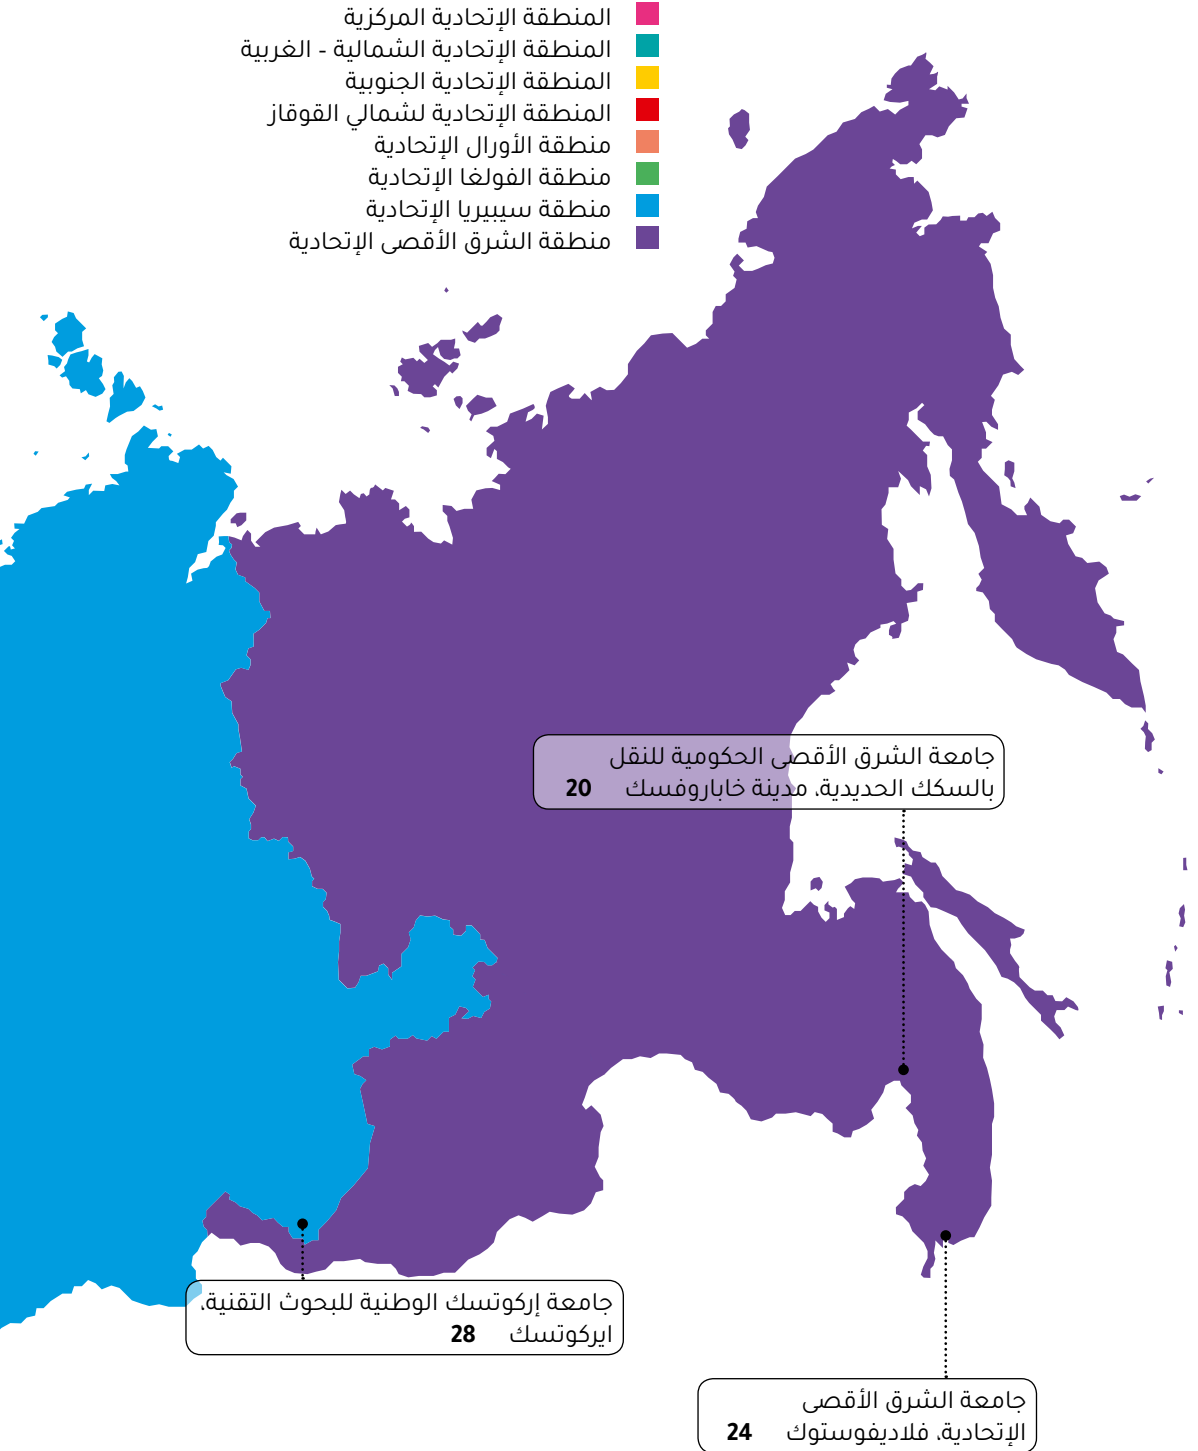 المنطقة الإتحادية المركزية
المنطقة الإتحادية الشمالية - الغربية
المنطقة الإتحادية الجنوبية
المنطقة الإتحادية لشمالي القوقاز
منطقة الأورال الإتحادية
منطقة الفولغا الإتحادية
منطقة سيبيريا الإتحادية
منطقة الشرق الأقصى الإتحادية
جامعة الشرق الأقصى الحكومية للنقل
بالسكك الحديدية، مدينة خاباروفسك 20
جامعة إركوتسك الوطنية للبحوث التقنية،
ايركوتسك 28
جامعة الشرق الأقصى
الإتحادية، فلاديفوستوك 24